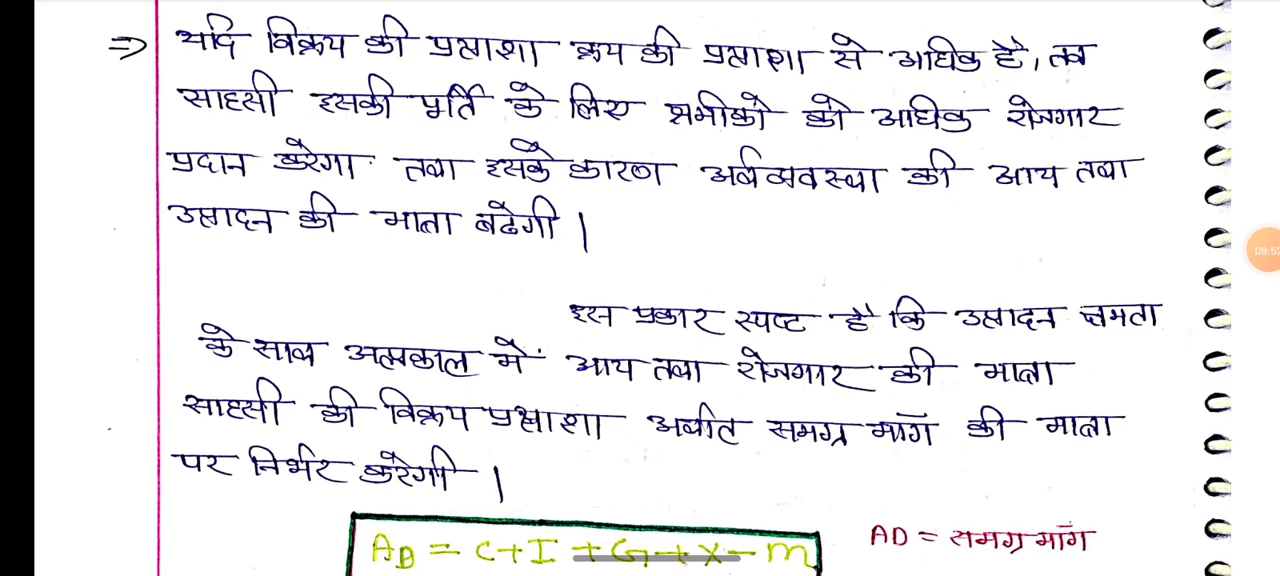 ⇒ यदि विक्रय की प्रत्याशा क्रय की प्रत्याशा से अधिक है, तब
साहसी इसकी पूर्ति के लिए श्रमीको को अधिक रोजगार
प्रदान करेगा तथा इसके कारण अर्थव्यवस्था की आय तथा
उत्पादन की मात्रा बढेगी |
इस प्रकार स्पष्ट है कि उत्पादन क्षमता
के साथ अल्पकाल में आय तथा रोजगार की मात्रा
साहसी की विक्रय प्रत्याशा अर्थात समग्र माँग की मात्रा
पर निर्भर करेगी |
AD = C+I+G+X-M
AD = समग्र माँग
09:52